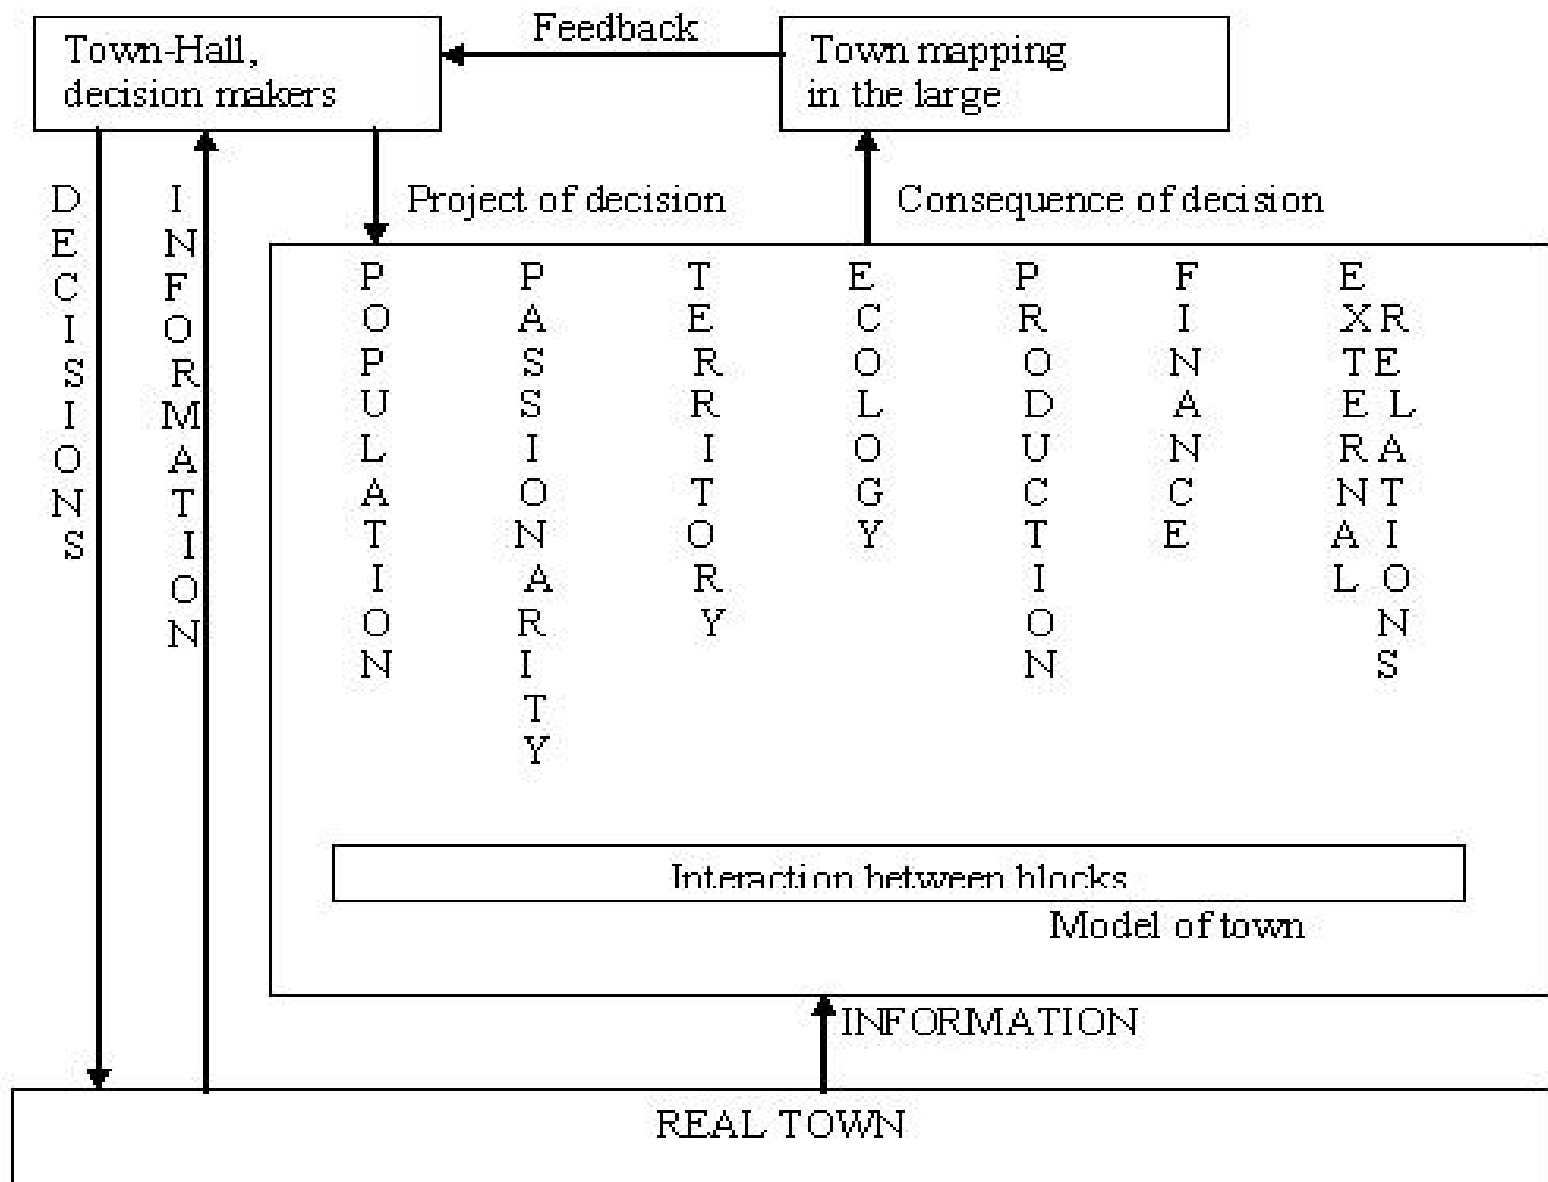 Feedback
Town-Hall,
decision makers
Town mapping
in the large
DECISIONS
INFORMATION
Project of decision
Consequence of decision
POPULATION
PASSIONARITY
TERRITORY
ECOLOGY
PRODUCTION
FINANCE
EXTERNAL
RELATIONS
Interaction between blocks
Model of town
INFORMATION
REAL TOWN